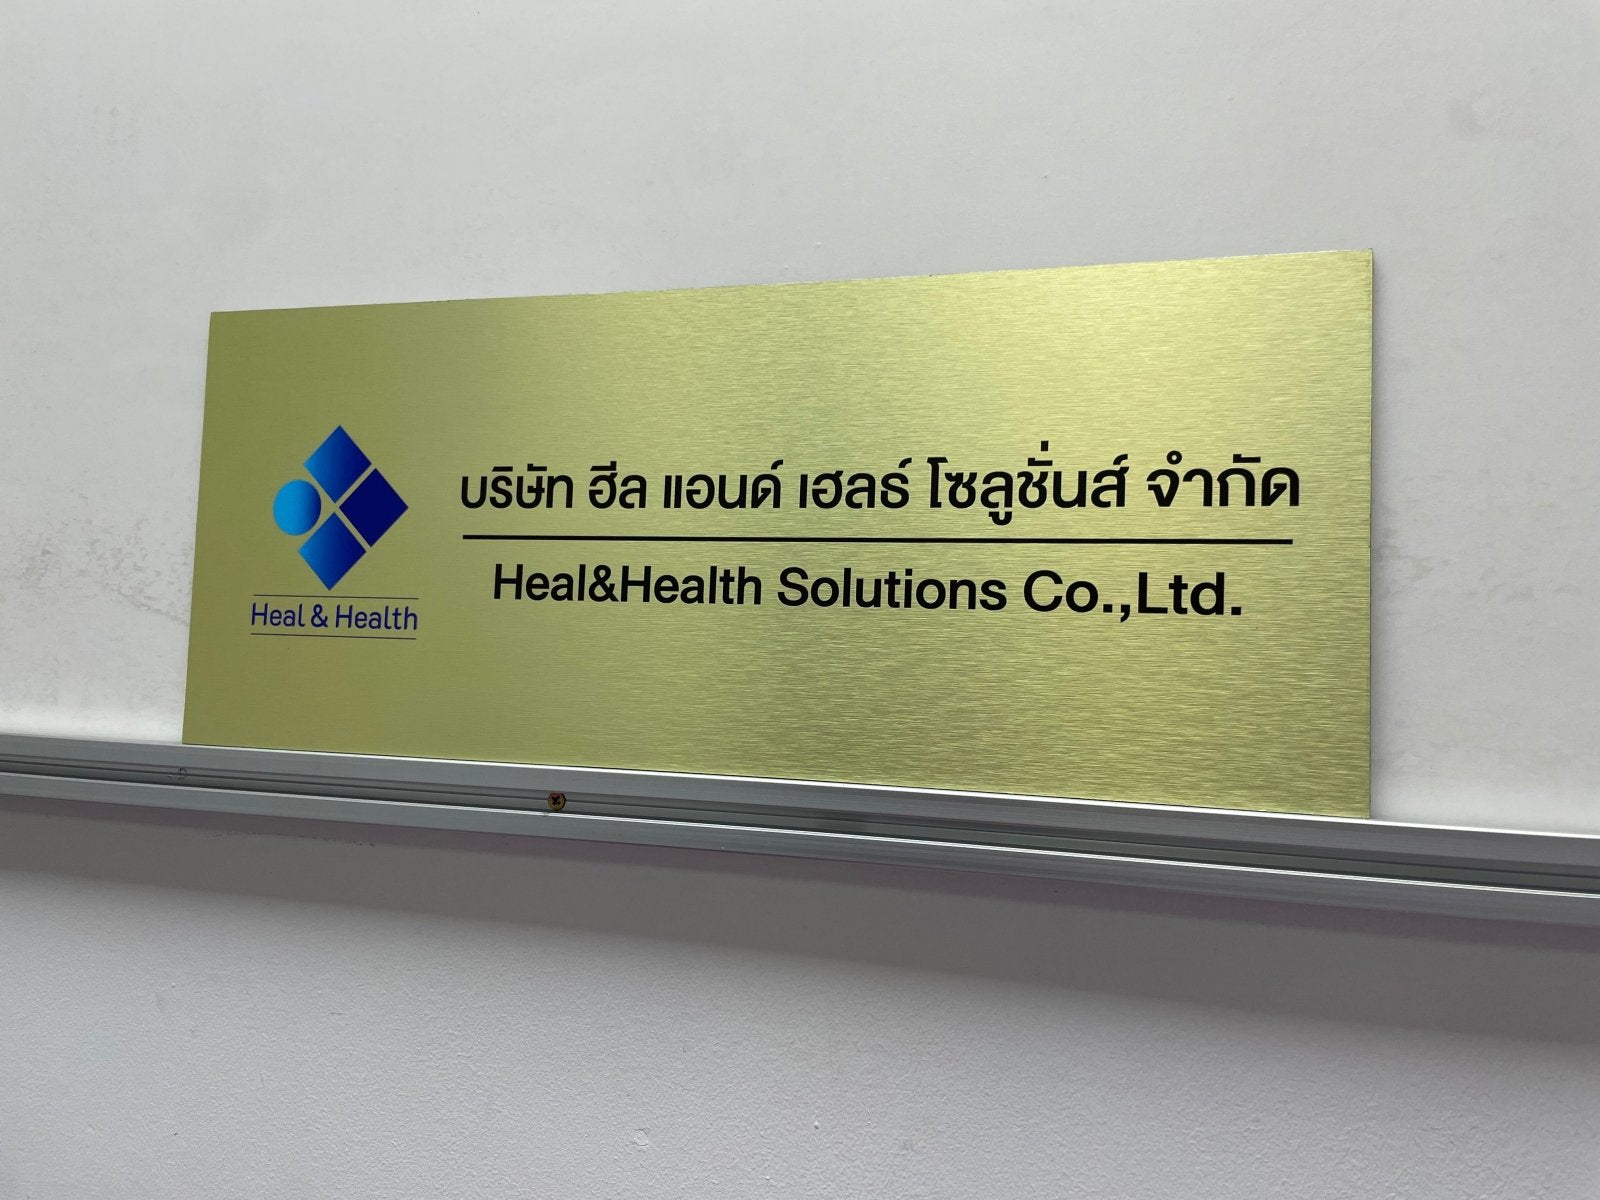 บริษัท ฮีล แอนด์ เฮลธ์ โซลูชั่นส์ จำกัด
Heal&Health Solutions Co.,Ltd.
Heal & Health